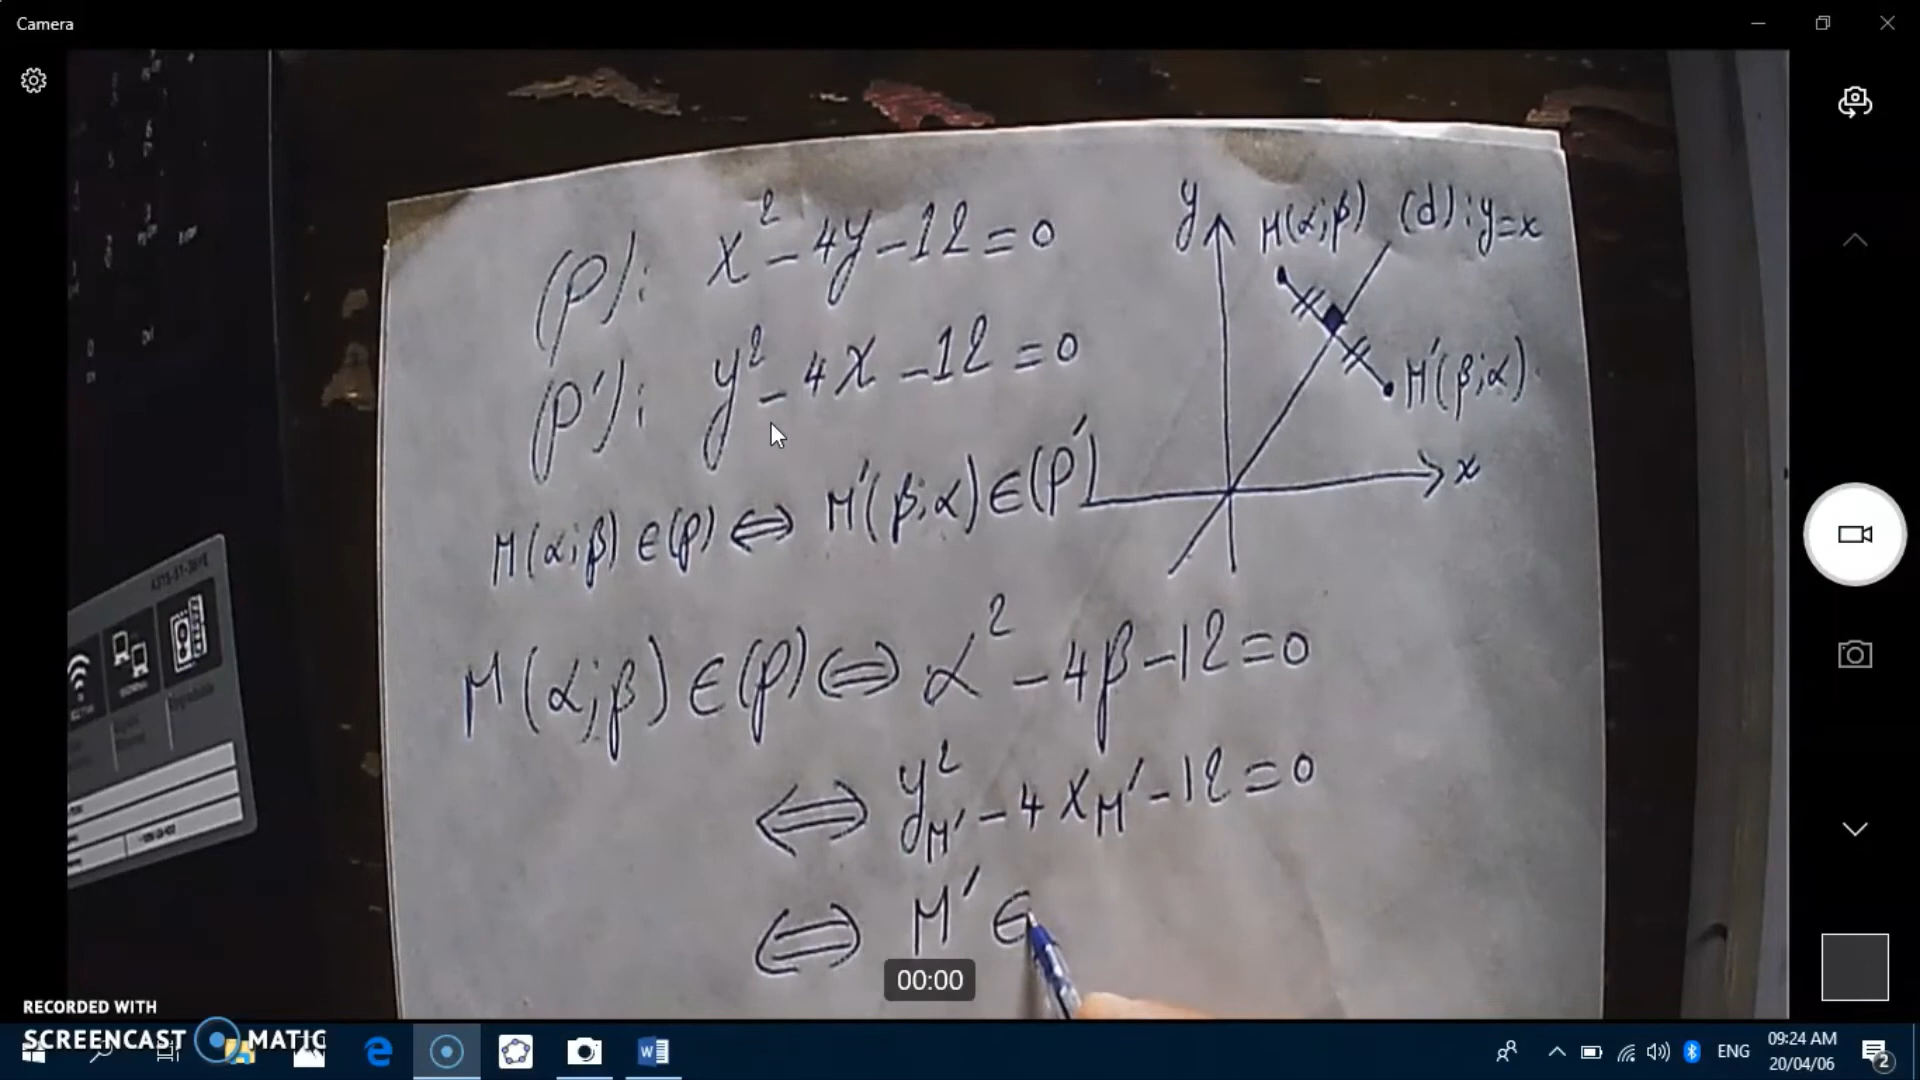 Camera
(P): x² - 4y - 12 = 0
(P'): y² - 4x - 12 = 0
y
M(α;β)
(d): y=x
M'(β;α)
x
M(α;β) ∈ (P) ⇔ M'(β;α) ∈ (P')
M(α;β) ∈ (P) ⇔ α² - 4β - 12 = 0
⇔ y²M' - 4xM' - 12 = 0
⇔ M' ∈
00:00
RECORDED WITH
SCREENCAST MATIC
ENG
09:24 AM
20/04/06
2